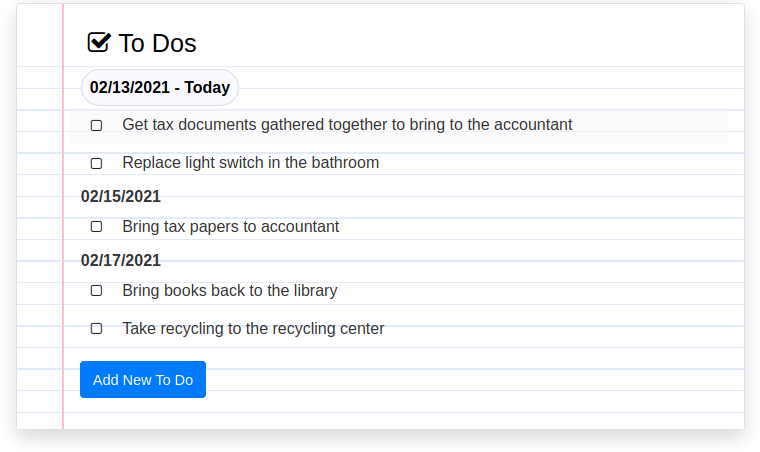 To Dos
02/13/2021 - Today
Get tax documents gathered together to bring to the accountant
Replace light switch in the bathroom
02/15/2021
Bring tax papers to accountant
02/17/2021
Bring books back to the library
Take recycling to the recycling center
Add New To Do